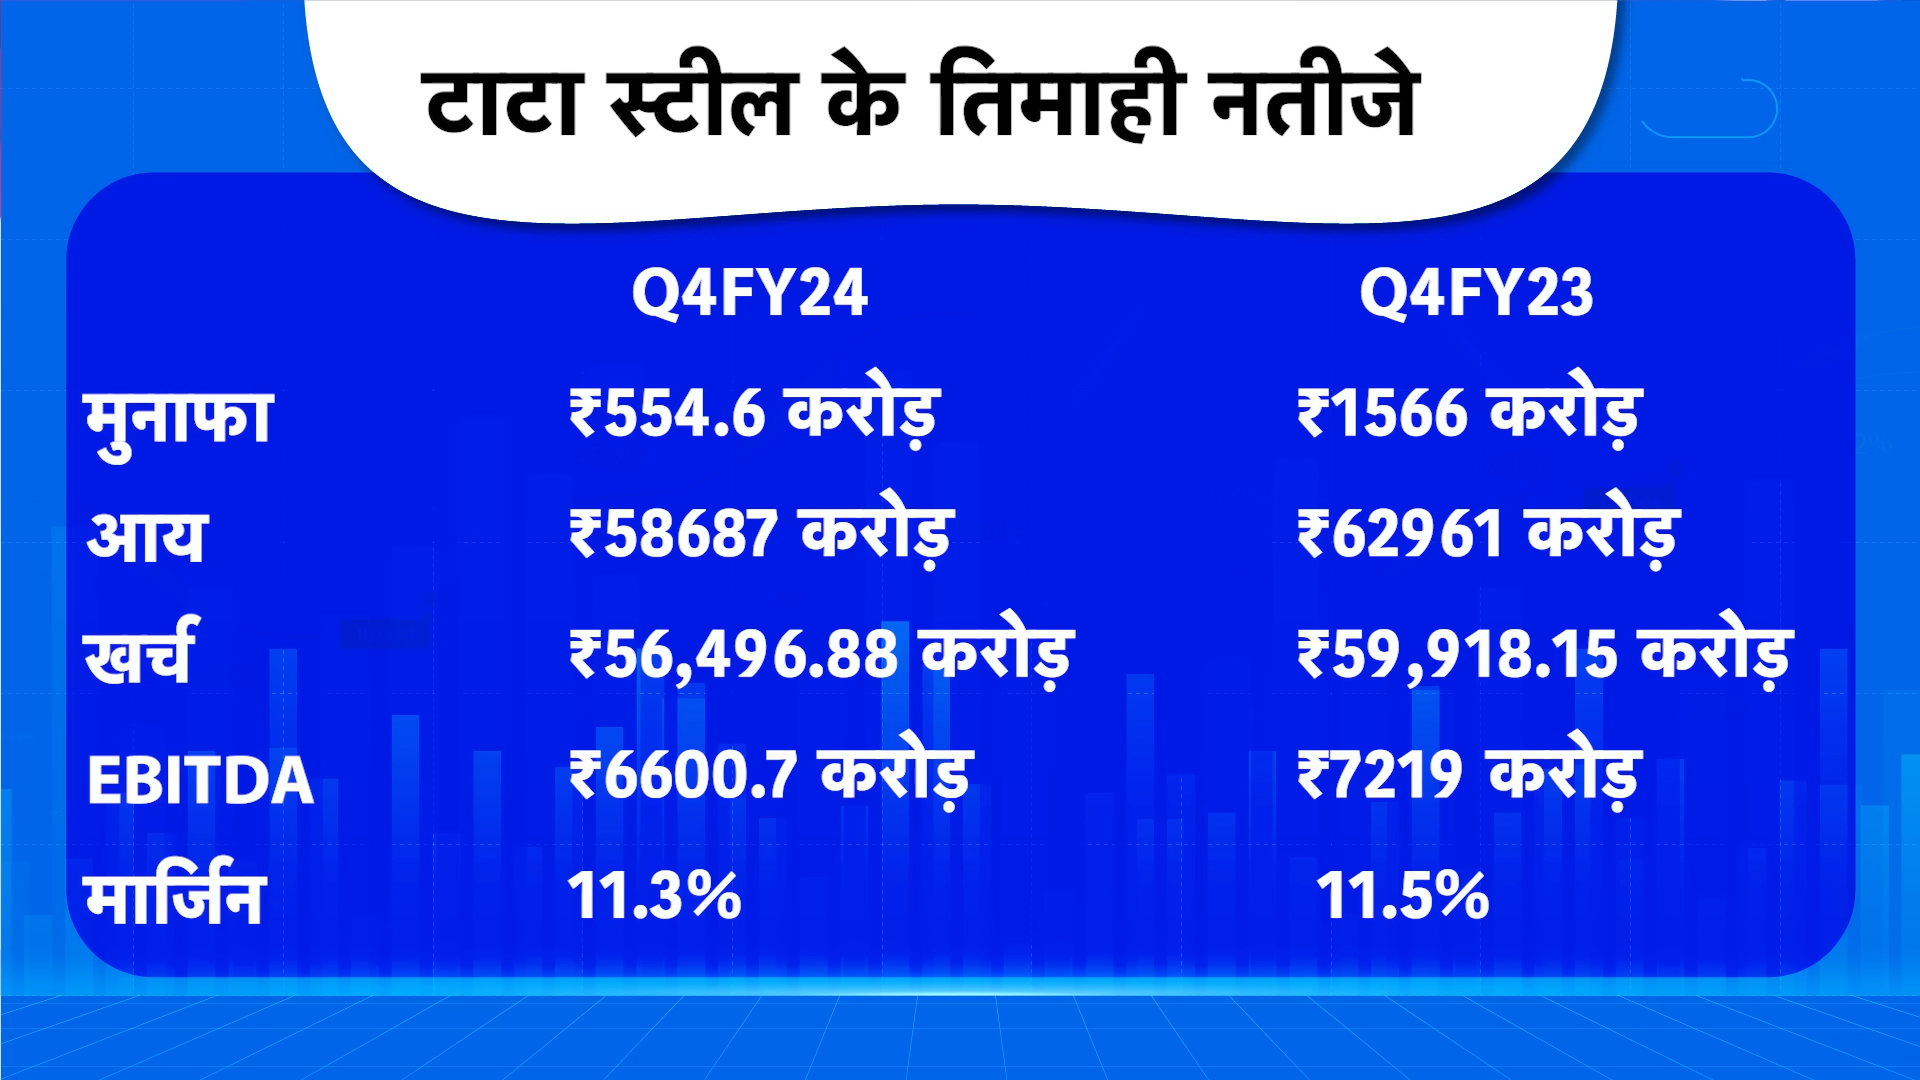 टाटा स्टील के तिमाही नतीजे
Q4FY24 Q4FY23
मुनाफा ₹554.6 करोड़ ₹1566 करोड़
आय ₹58687 करोड़ ₹62961 करोड़
खर्च ₹56,496.88 करोड़ ₹59,918.15 करोड़
EBITDA ₹6600.7 करोड़ ₹7219 करोड़
मार्जिन 11.3% 11.5%